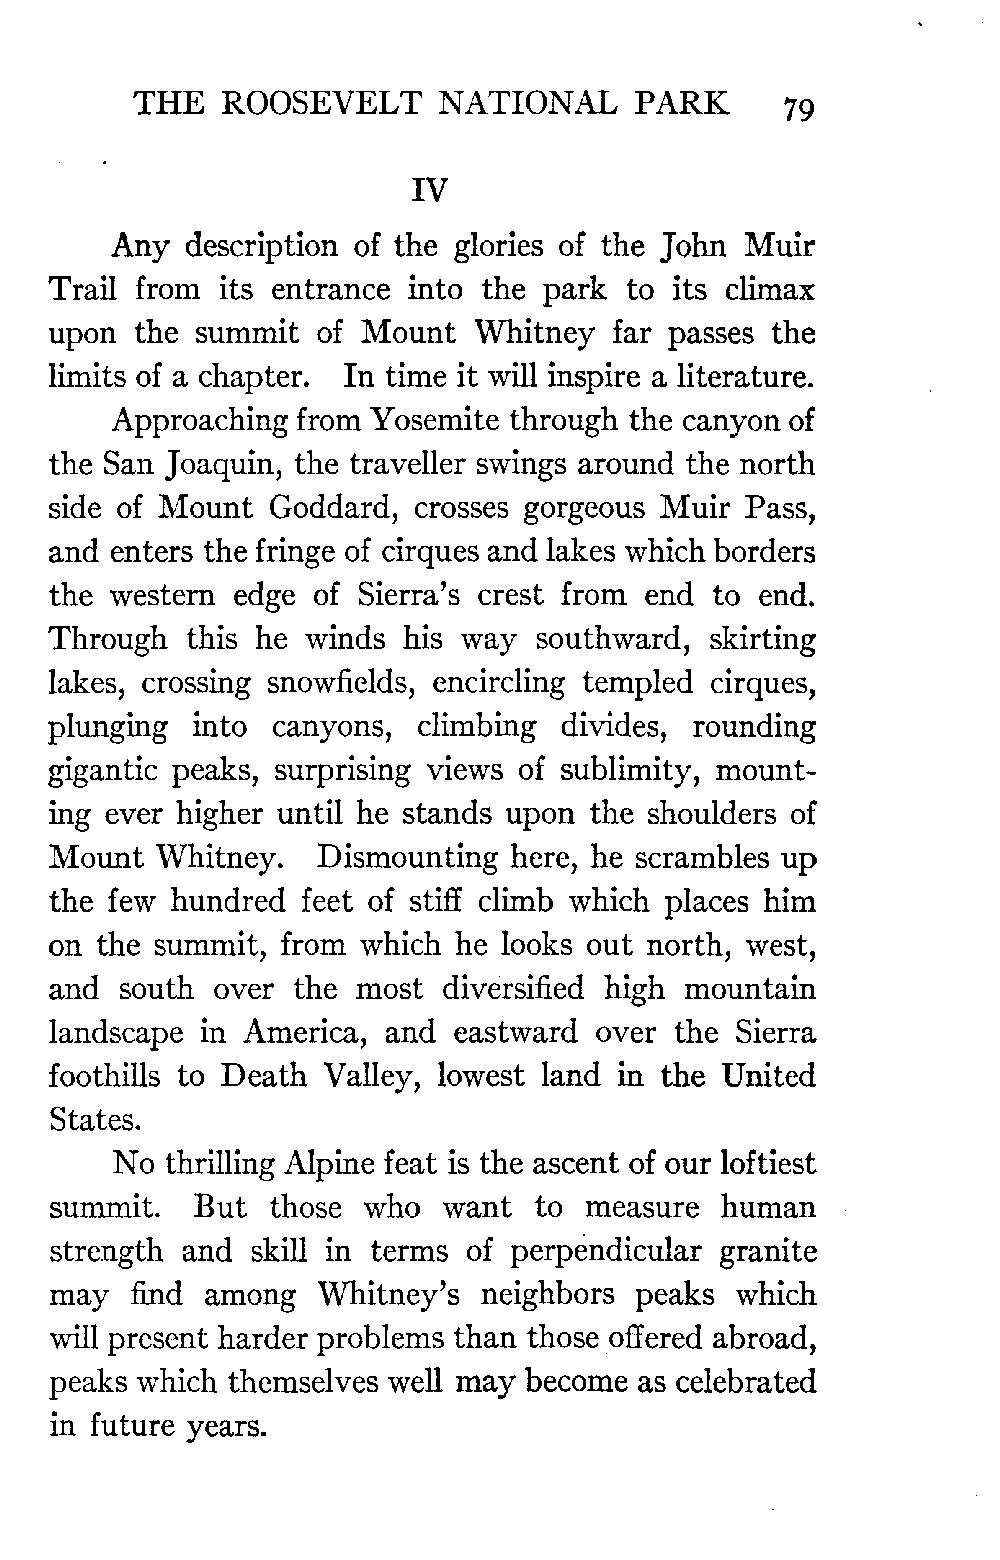 THE ROOSEVELT NATIONAL PARK 79
IV
Any description of the glories of the John Muir
Trail from its entrance into the park to its climax
upon the summit of Mount Whitney far passes the
limits of a chapter. In time it will inspire a literature.
Approaching from Yosemite through the canyon of
the San Joaquin, the traveller swings around the north
side of Mount Goddard, crosses gorgeous Muir Pass,
and enters the fringe of cirques and lakes which borders
the western edge of Sierra's crest from end to end.
Through this he winds his way southward, skirting
lakes, crossing snowfields, encircling templed cirques,
plunging into canyons, climbing divides, rounding
gigantic peaks, surprising views of sublimity, mount-
ing ever higher until he stands upon the shoulders of
Mount Whitney. Dismounting here, he scrambles up
the few hundred feet of stiff climb which places him
on the summit, from which he looks out north, west,
and south over the most diversified high mountain
landscape in America, and eastward over the Sierra
foothills to Death Valley, lowest land in the United
States.
No thrilling Alpine feat is the ascent of our loftiest
summit. But those who want to measure human
strength and skill in terms of perpendicular granite
may find among Whitney's neighbors peaks which
will present harder problems than those offered abroad,
peaks which themselves well may become as celebrated
in future years.